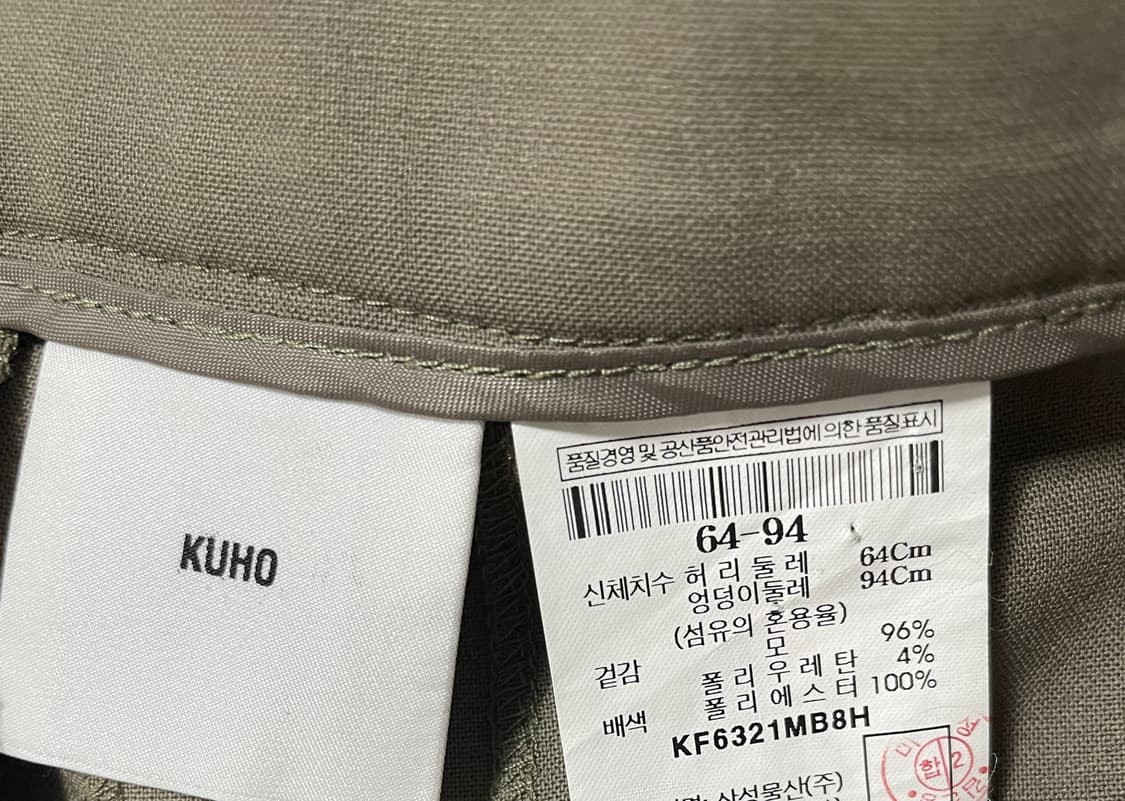 KUHO
품질경영 및 공산품안전관리법에 의한 품질표시
64-94
신체치수 허리둘레 64Cm
엉덩이둘레 94Cm
(섬유의 혼용율)
겉감 모 96%
폴리우레탄 4%
배색 폴리에스터 100%
KF6321MB8H
삼성물산(주)
합 2